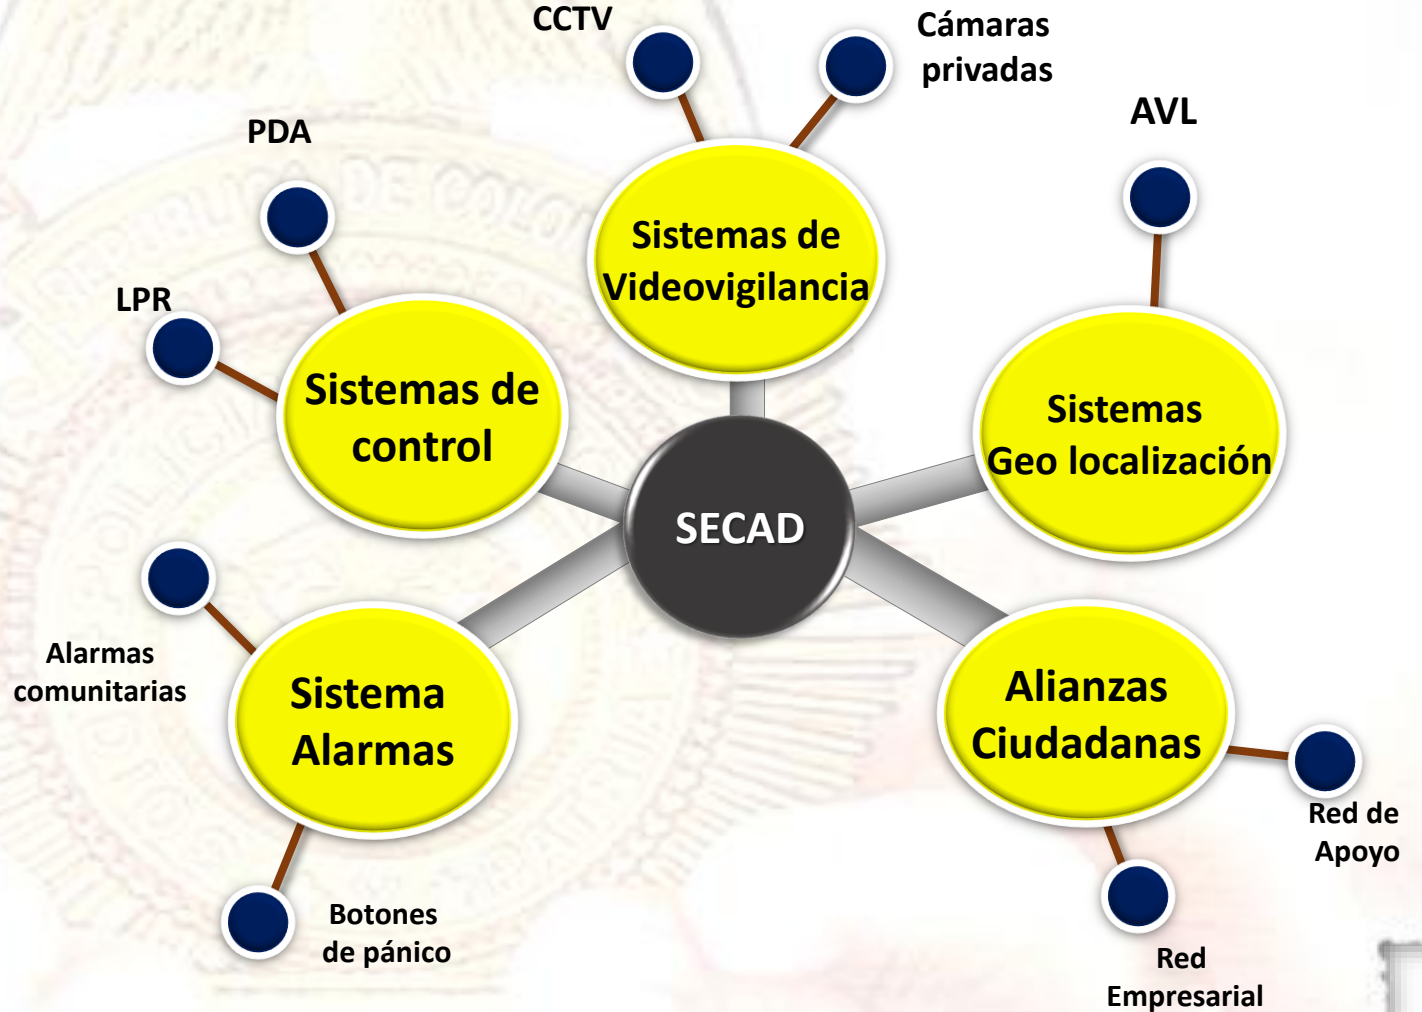 CCTV
Cámaras
privadas
AVL
PDA
LPR
Sistemas de
Videovigilancia
Sistemas de
control
Sistemas
Geo localización
SECAD
Alarmas
comunitarias
Sistema
Alarmas
Alianzas
Ciudadanas
Red de
Apoyo
Botones
de pánico
Red
Empresarial